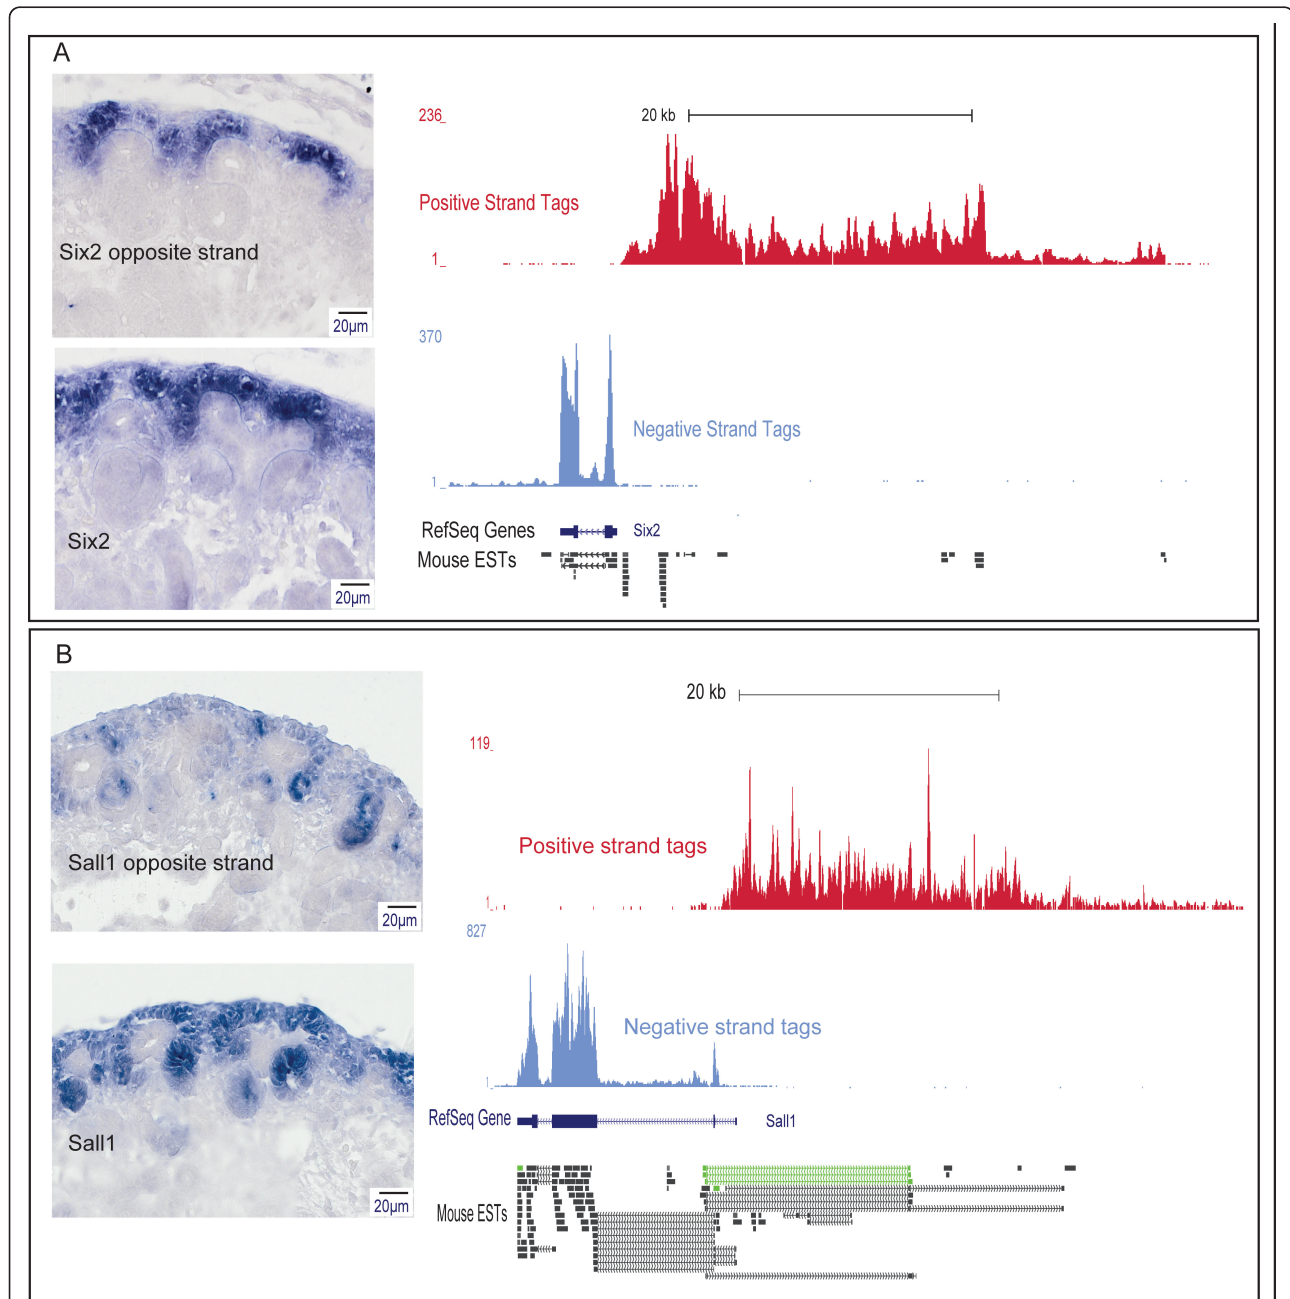 A
Six2 opposite strand
20µm
Six2
20µm
236_
20 kb
Positive Strand Tags
1_
370
Negative Strand Tags
1_
RefSeq Genes
Six2
Mouse ESTs
B
Sall1 opposite strand
20µm
Sall1
20µm
20 kb
119_
Positive strand tags
1_
827
Negative strand tags
1_
RefSeq Gene
Sall1
Mouse ESTs